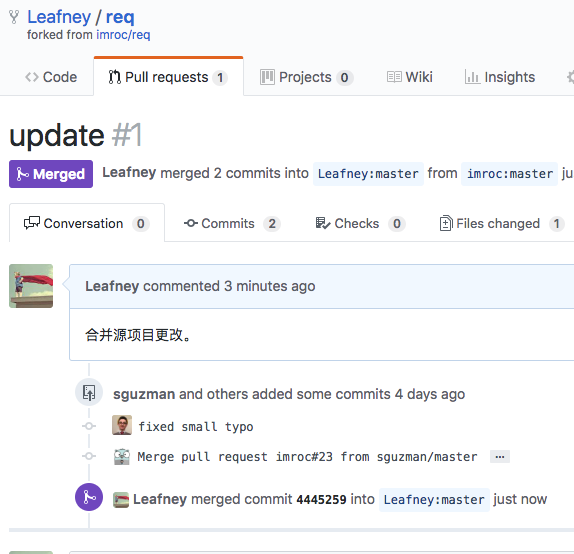 Leafney / req
forked from imroc/req
Code Pull requests 1 Projects 0 Wiki Insights
update #1
Merged Leafney merged 2 commits into Leafney:master from imroc:master ju
Conversation 0 Commits 2 Checks 0 Files changed 1
Leafney commented 3 minutes ago
合并源项目更改。
sguzman and others added some commits 4 days ago
fixed small typo
Merge pull request imroc#23 from sguzman/master ...
Leafney merged commit 4445259 into Leafney:master just now